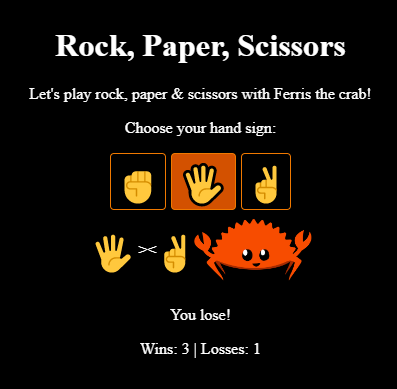 Rock, Paper, Scissors
Let's play rock, paper & scissors with Ferris the crab!
Choose your hand sign:
You lose!
Wins: 3 | Losses: 1